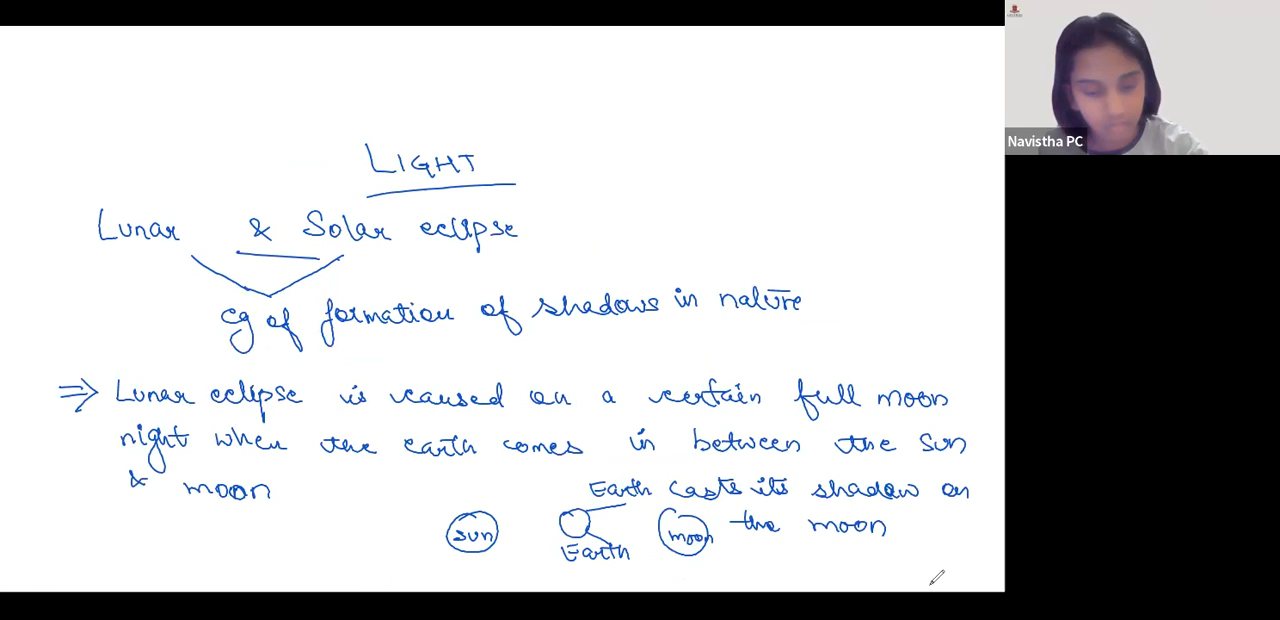 LIGHT
Lunar & Solar eclipse
eg of formation of shadows in nature
⇒ Lunar eclipse is caused on a certain full moon
night when the earth comes in between the sun
& moon
Earth casts its shadow on
the moon
sun
Earth
moon
Navistha PC